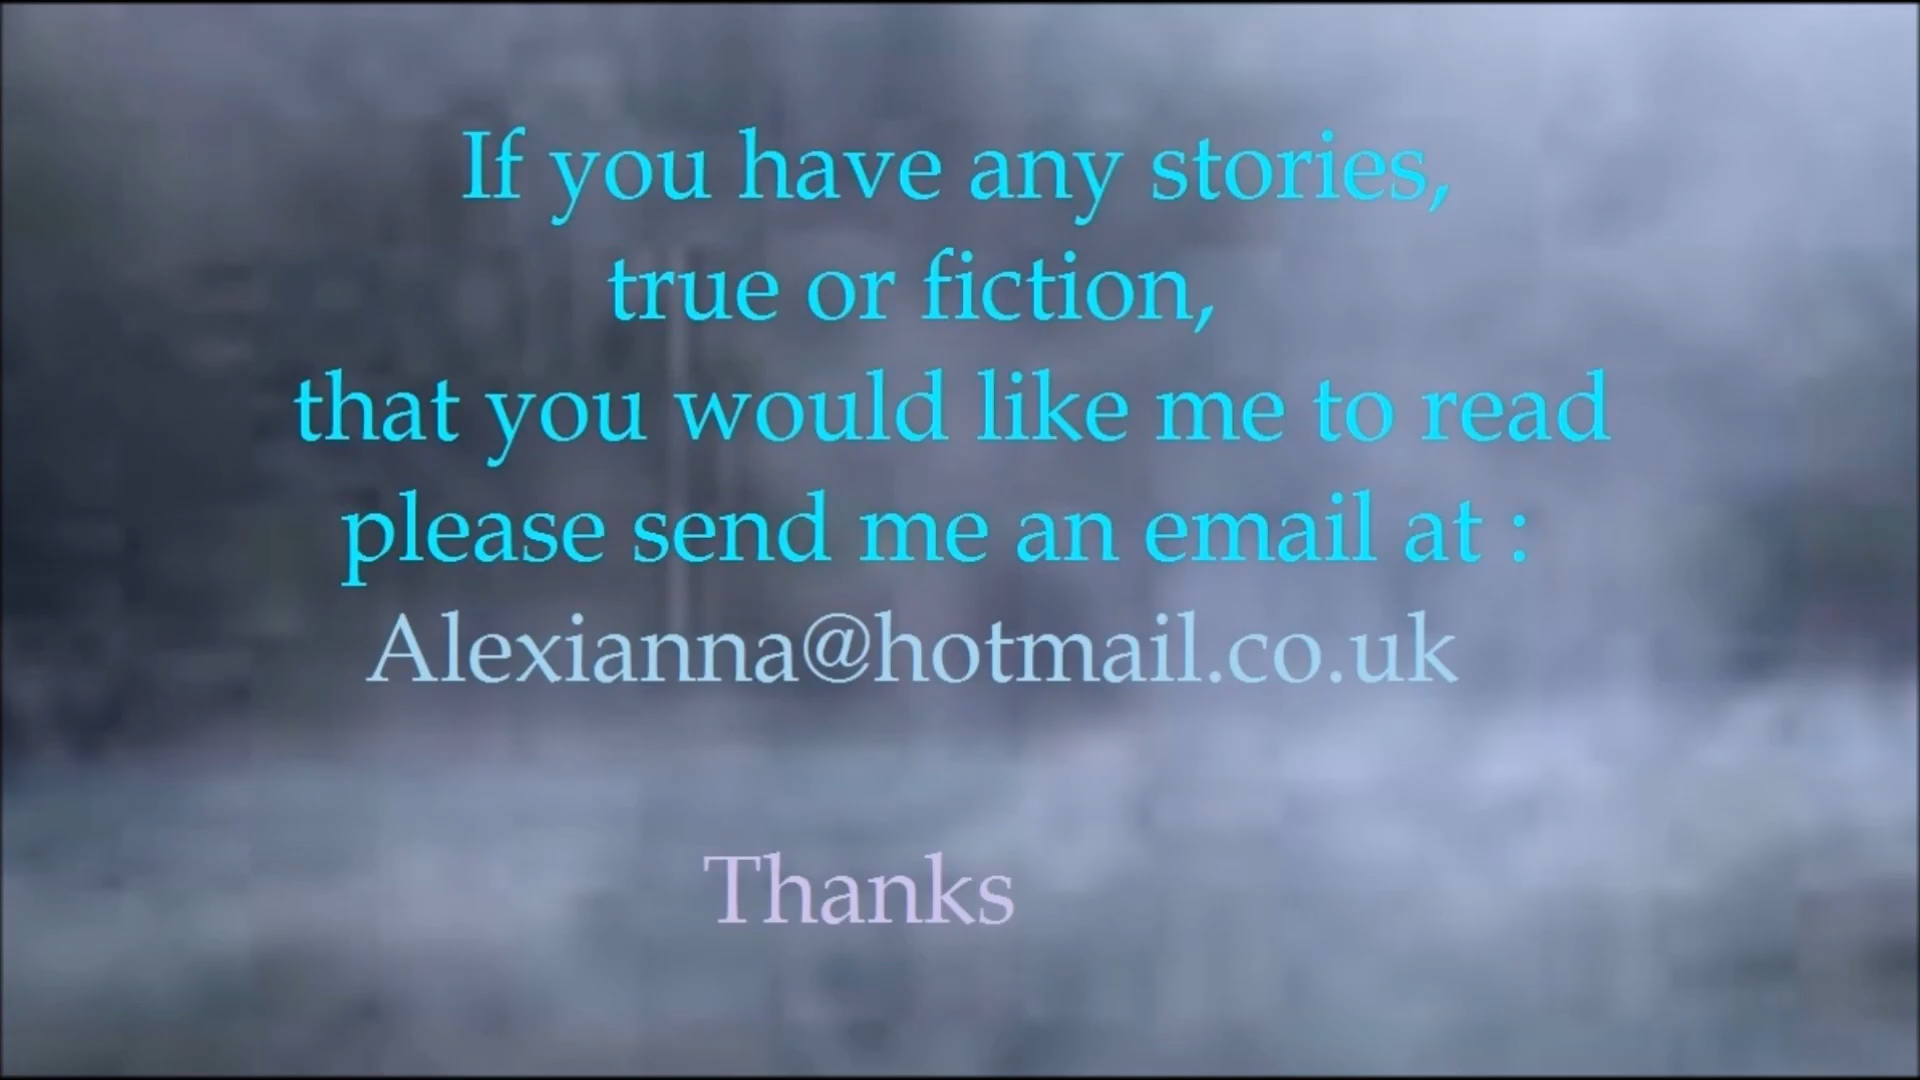 If you have any stories,
true or fiction,
that you would like me to read
please send me an email at :
Alexianna@hotmail.co.uk
Thanks